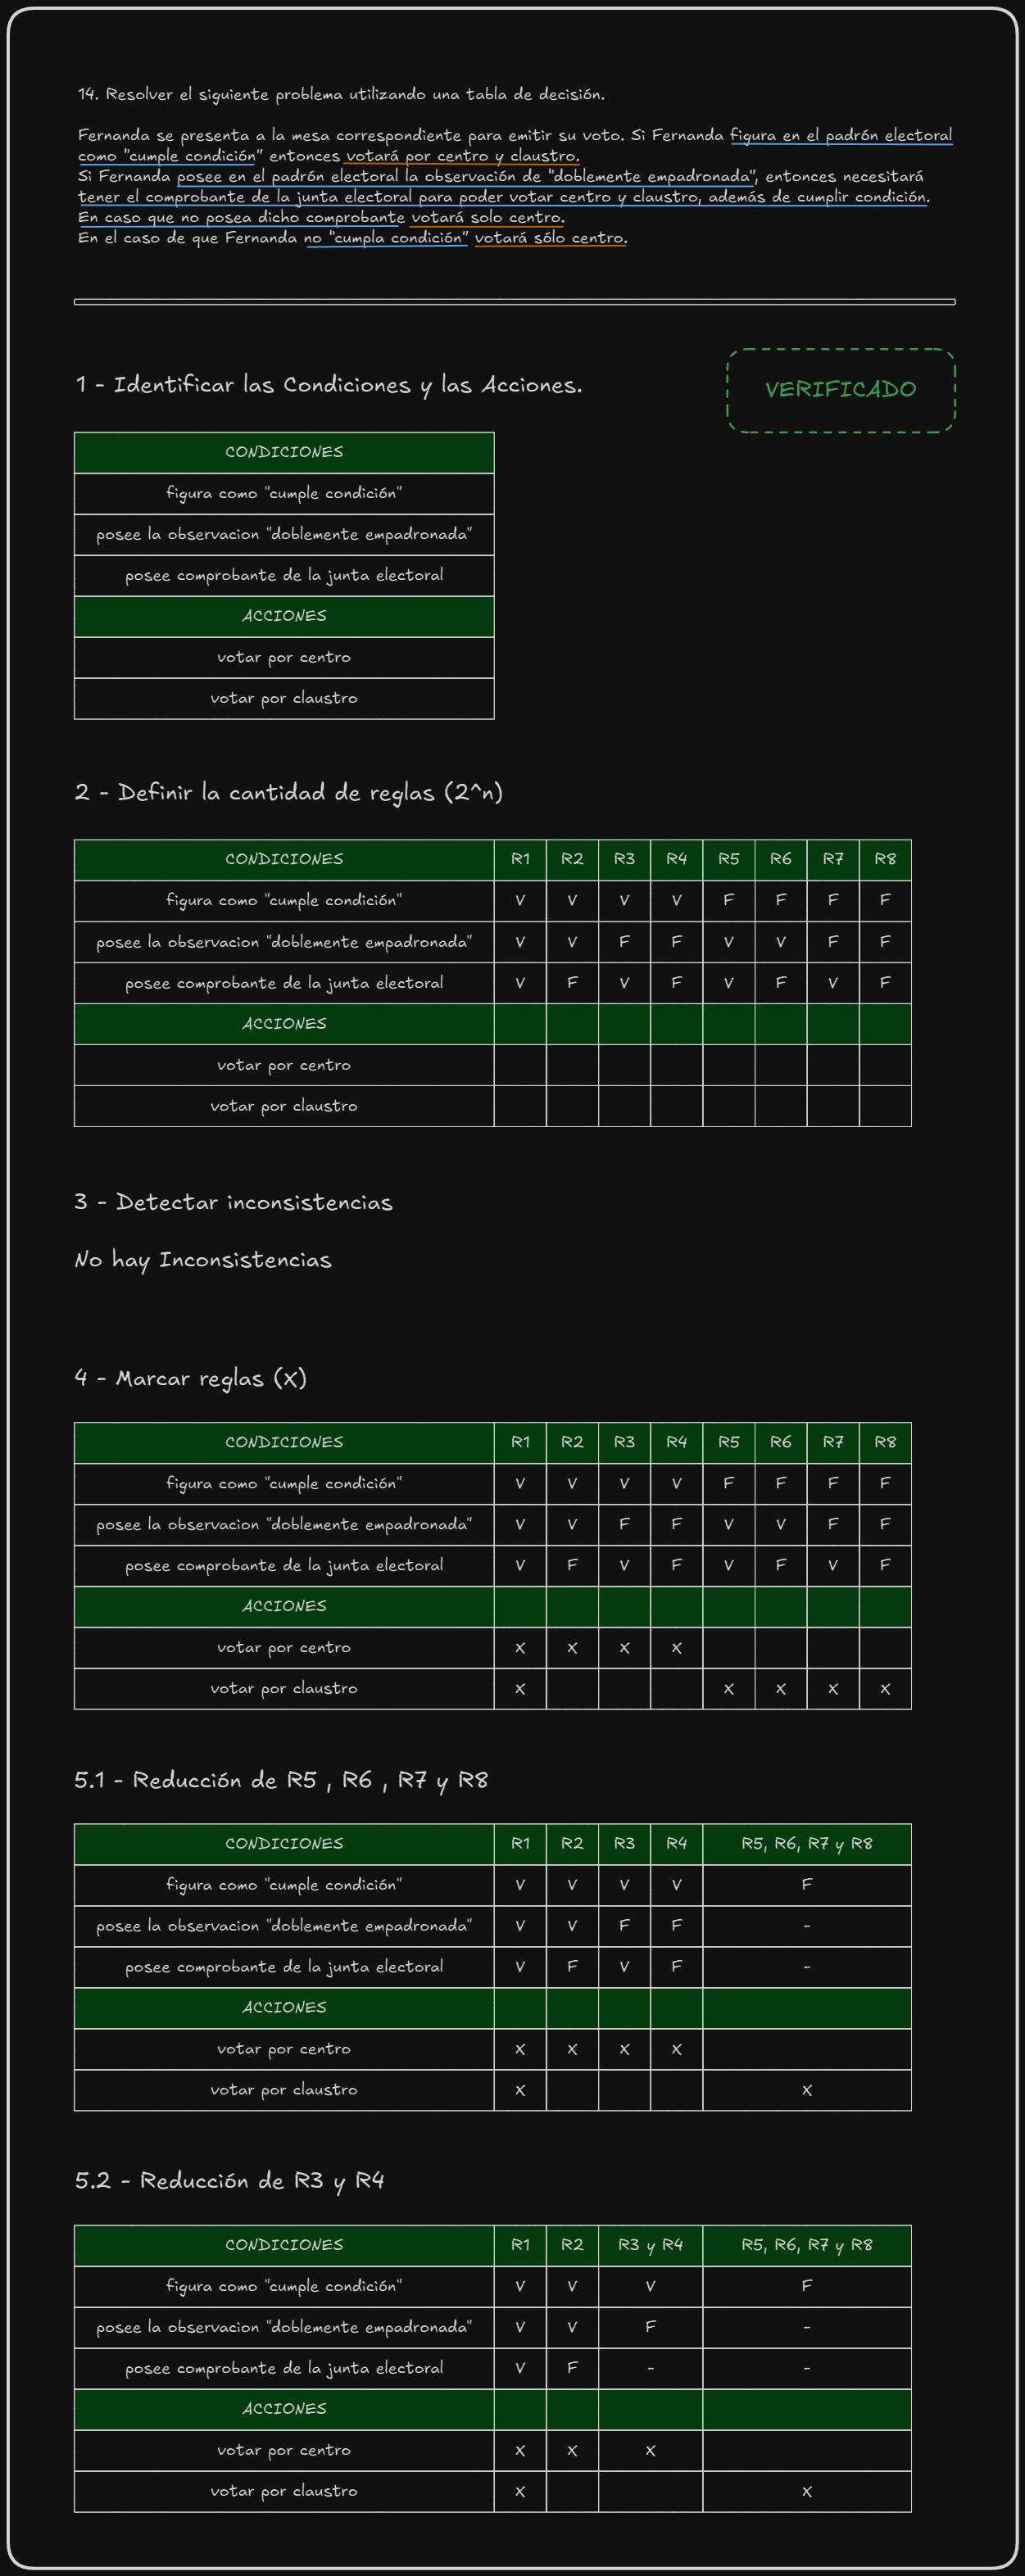 14. Resolver el siguiente problema utilizando una tabla de decisión.
Fernanda se presenta a la mesa correspondiente para emitir su voto. Si Fernanda figura en el padrón electoral
como "cumple condición" entonces votará por centro y claustro.
Si Fernanda posee en el padrón electoral la observación de "doblemente empadronada", entonces necesitará
tener el comprobante de la junta electoral para poder votar centro y claustro, además de cumplir condición.
En caso que no posea dicho comprobante votará solo centro.
En el caso de que Fernanda no "cumpla condición" votará sólo centro.
1 - Identificar las Condiciones y las Acciones.
VERIFICADO
CONDICIONES
figura como "cumple condición"
posee la observacion "doblemente empadronada"
posee comprobante de la junta electoral
ACCIONES
votar por centro
votar por claustro
2 - Definir la cantidad de reglas (2^n)
CONDICIONES R1 R2 R3 R4 R5 R6 R7 R8
figura como "cumple condición" V V V V F F F F
posee la observacion "doblemente empadronada" V V F F V V F F
posee comprobante de la junta electoral V F V F V F V F
ACCIONES
votar por centro
votar por claustro
3 - Detectar inconsistencias
No hay Inconsistencias
4 - Marcar reglas (x)
CONDICIONES R1 R2 R3 R4 R5 R6 R7 R8
figura como "cumple condición" V V V V F F F F
posee la observacion "doblemente empadronada" V V F F V V F F
posee comprobante de la junta electoral V F V F V F V F
ACCIONES
votar por centro X X X X
votar por claustro X X X X X
5.1 - Reducción de R5 , R6 , R7 y R8
CONDICIONES R1 R2 R3 R4 R5, R6, R7 y R8
figura como "cumple condición" V V V V F
posee la observacion "doblemente empadronada" V V F F -
posee comprobante de la junta electoral V F V F -
ACCIONES
votar por centro X X X X
votar por claustro X X
5.2 - Reducción de R3 y R4
CONDICIONES R1 R2 R3 y R4 R5, R6, R7 y R8
figura como "cumple condición" V V V F
posee la observacion "doblemente empadronada" V V F -
posee comprobante de la junta electoral V F - -
ACCIONES
votar por centro X X X
votar por claustro X X